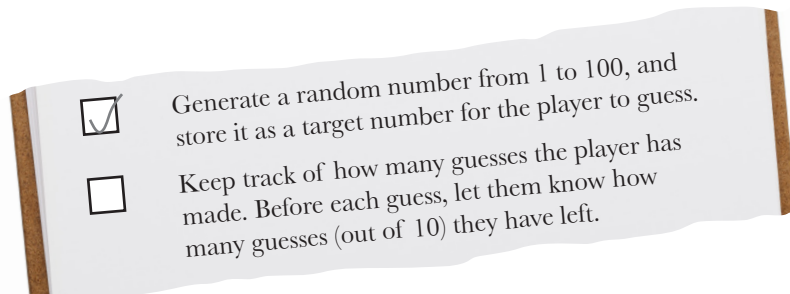 Generate a random number from 1 to 100, and
store it as a target number for the player to guess.
Keep track of how many guesses the player has
made. Before each guess, let them know how
many guesses (out of 10) they have left.